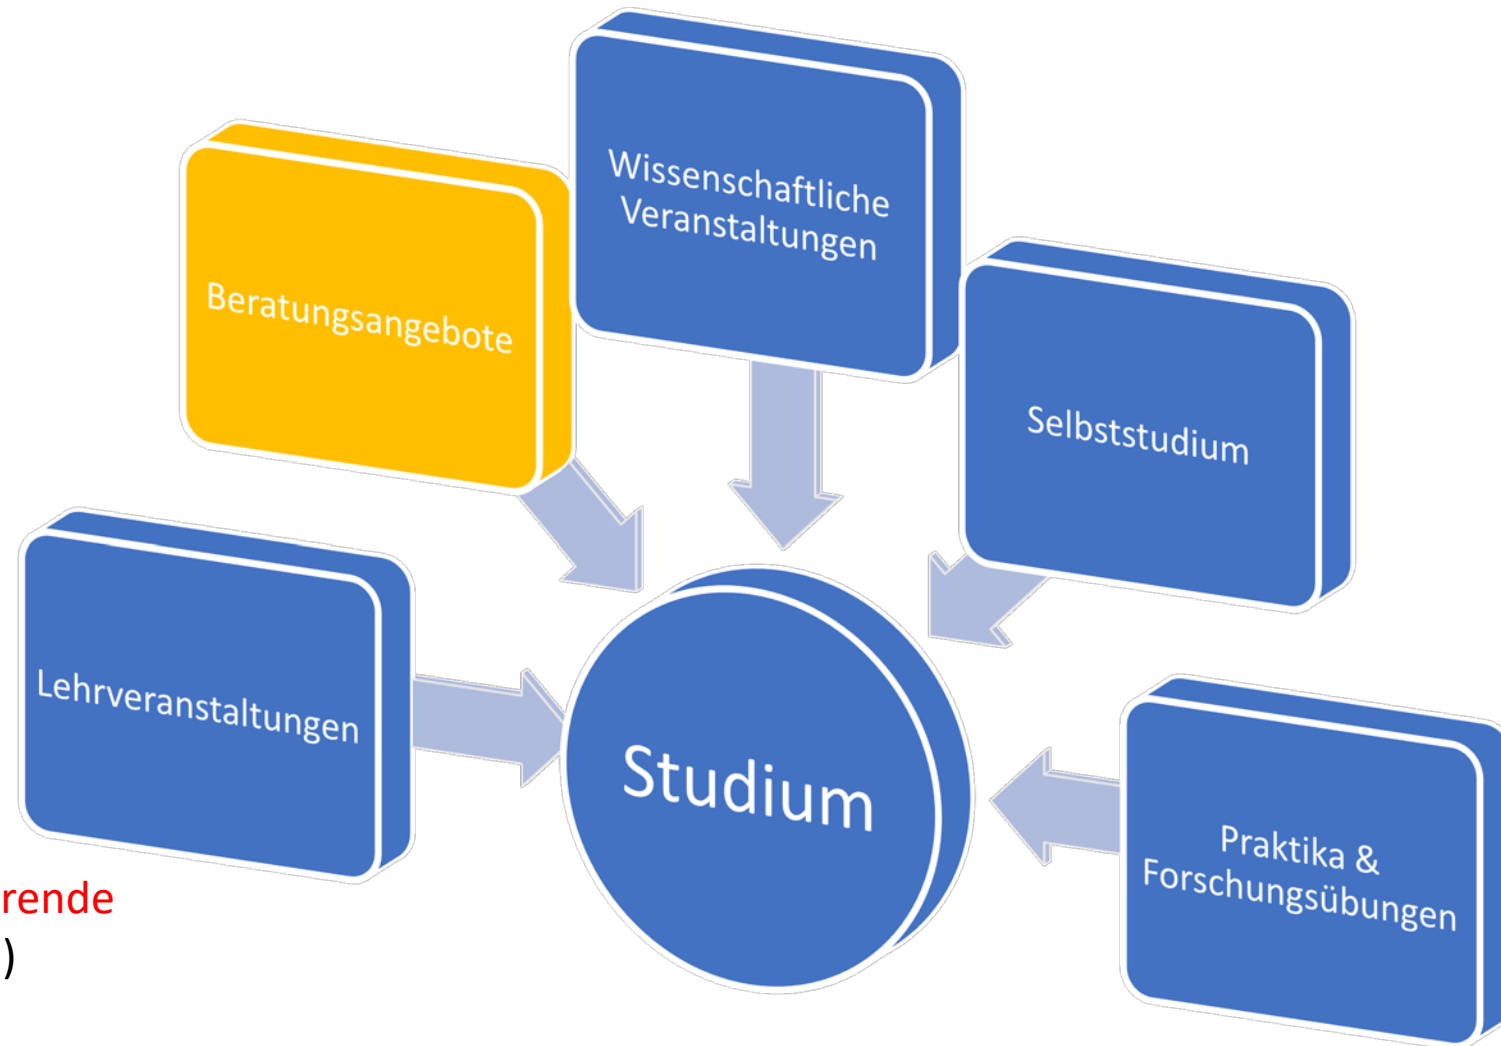 Wissenschaftliche
Veranstaltungen
Beratungsangebote
Selbststudium
Lehrveranstaltungen
Studium
Praktika &
Forschungsübungen
rende
)